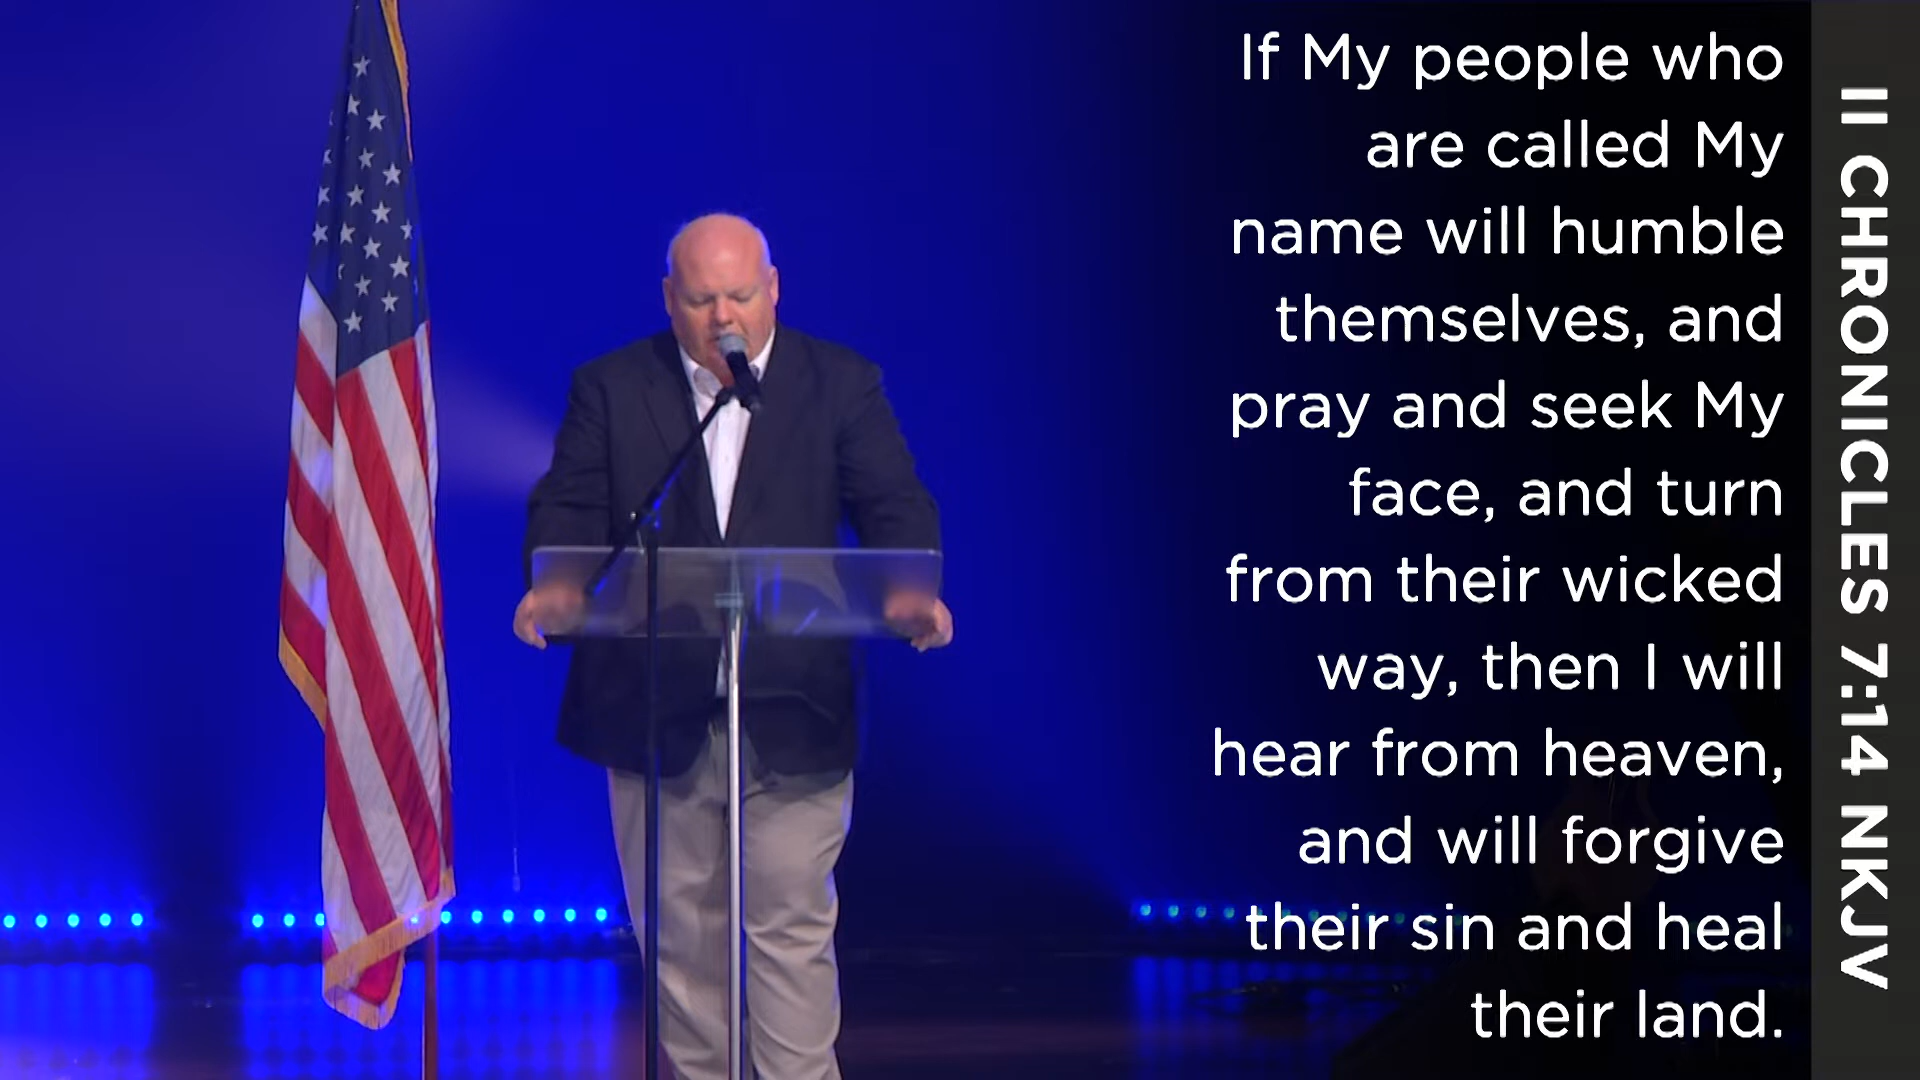 If My people who
are called My
name will humble
themselves, and
pray and seek My
face, and turn
from their wicked
way, then I will
hear from heaven,
and will forgive
their sin and heal
their land.
II CHRONICLES 7:14 NKJV